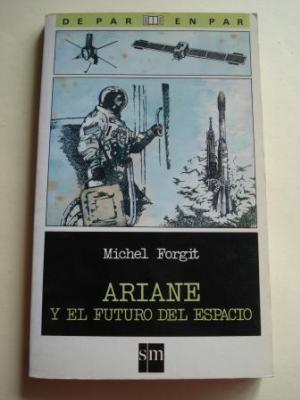 DE PAR EN PAR
Michel Forgit
ARIANE
Y EL FUTURO DEL ESPACIO
sm